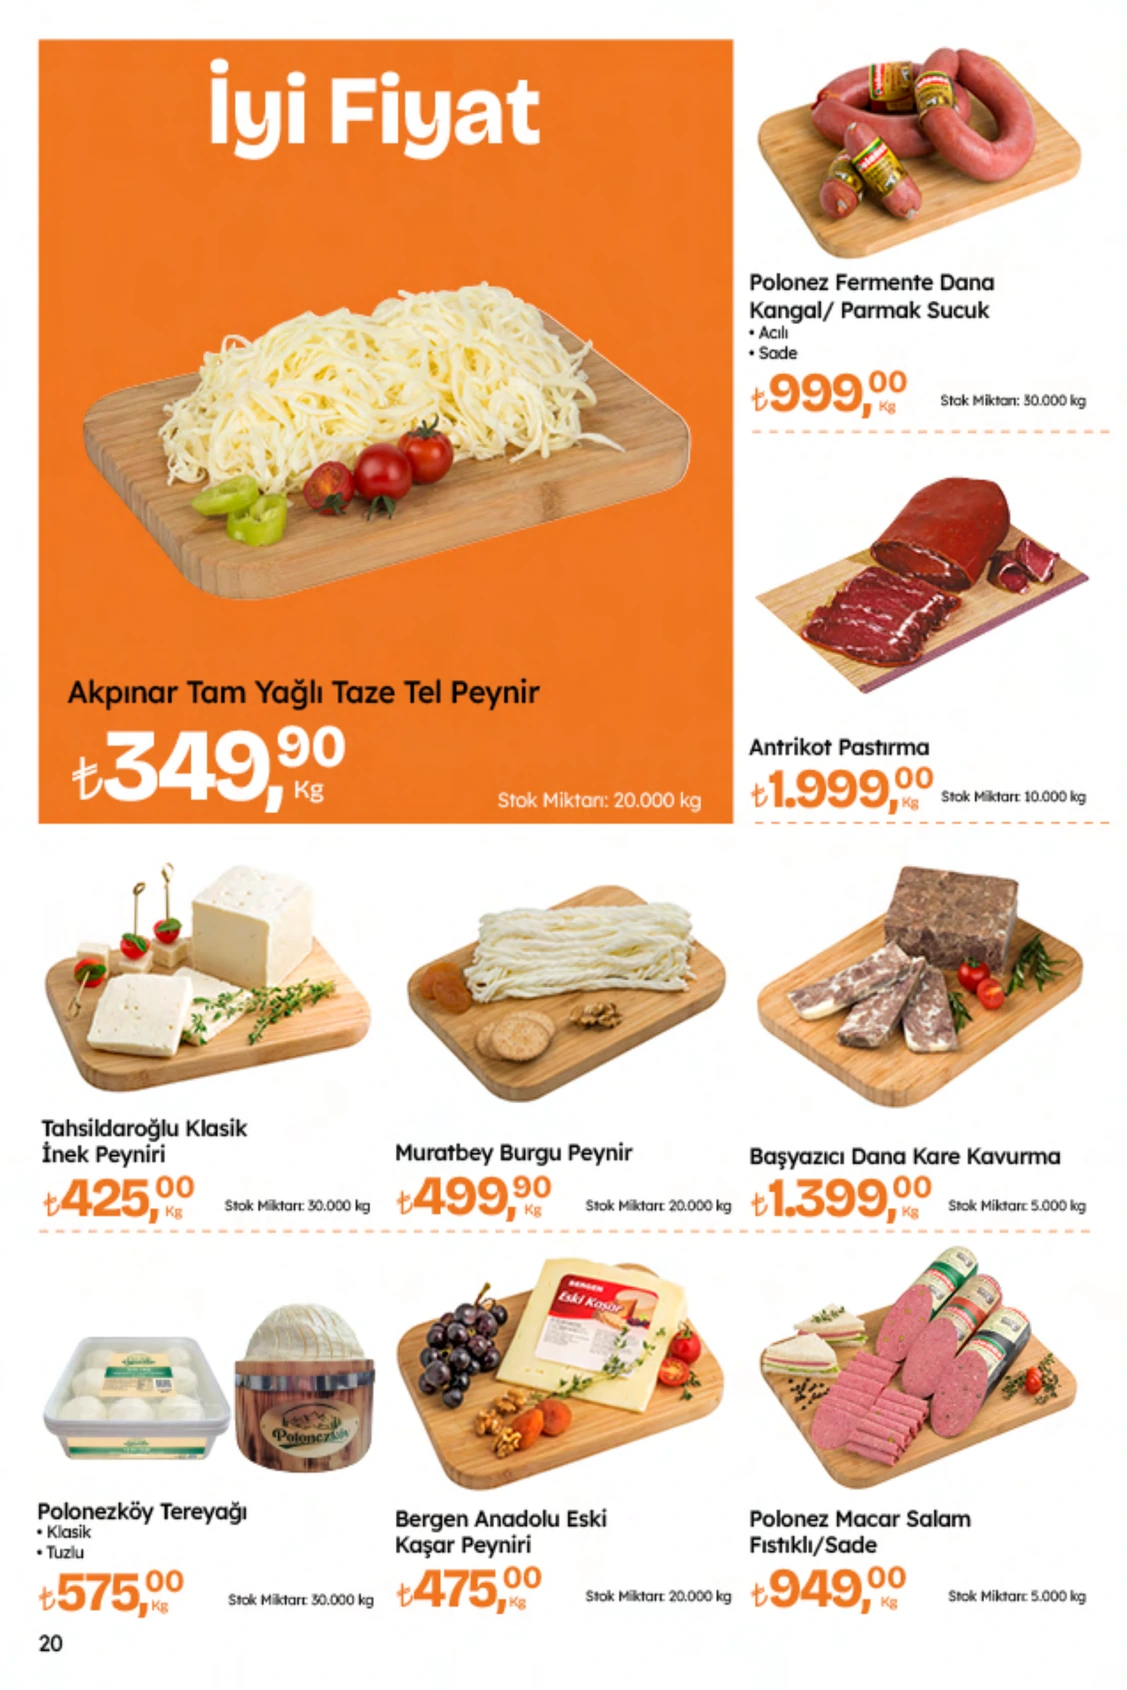 İyi Fiyat
Akpınar Tam Yağlı Taze Tel Peynir
₺349,90
Kg
Stok Miktarı: 20.000 kg
Polonez Fermente Dana
Kangal/ Parmak Sucuk
• Acılı
• Sade
₺999,00
Kg
Stok Miktarı: 30.000 kg
Antrikot Pastırma
₺1.999,00
Kg
Stok Miktarı: 10.000 kg
Tahsildaroğlu Klasik
İnek Peyniri
₺425,00
Kg
Stok Miktarı: 30.000 kg
Muratbey Burgu Peynir
₺499,90
Kg
Stok Miktarı: 20.000 kg
Başyazıcı Dana Kare Kavurma
₺1.399,00
Kg
Stok Miktarı: 5.000 kg
Polonezköy
BERGEN
Eski Kaşar
Polonezköy Tereyağı
• Klasik
• Tuzlu
₺575,00
Kg
Stok Miktarı: 30.000 kg
Bergen Anadolu Eski
Kaşar Peyniri
₺475,00
Kg
Stok Miktarı: 20.000 kg
Polonez Macar Salam
Fıstıklı/Sade
₺949,00
Kg
Stok Miktarı: 5.000 kg
20